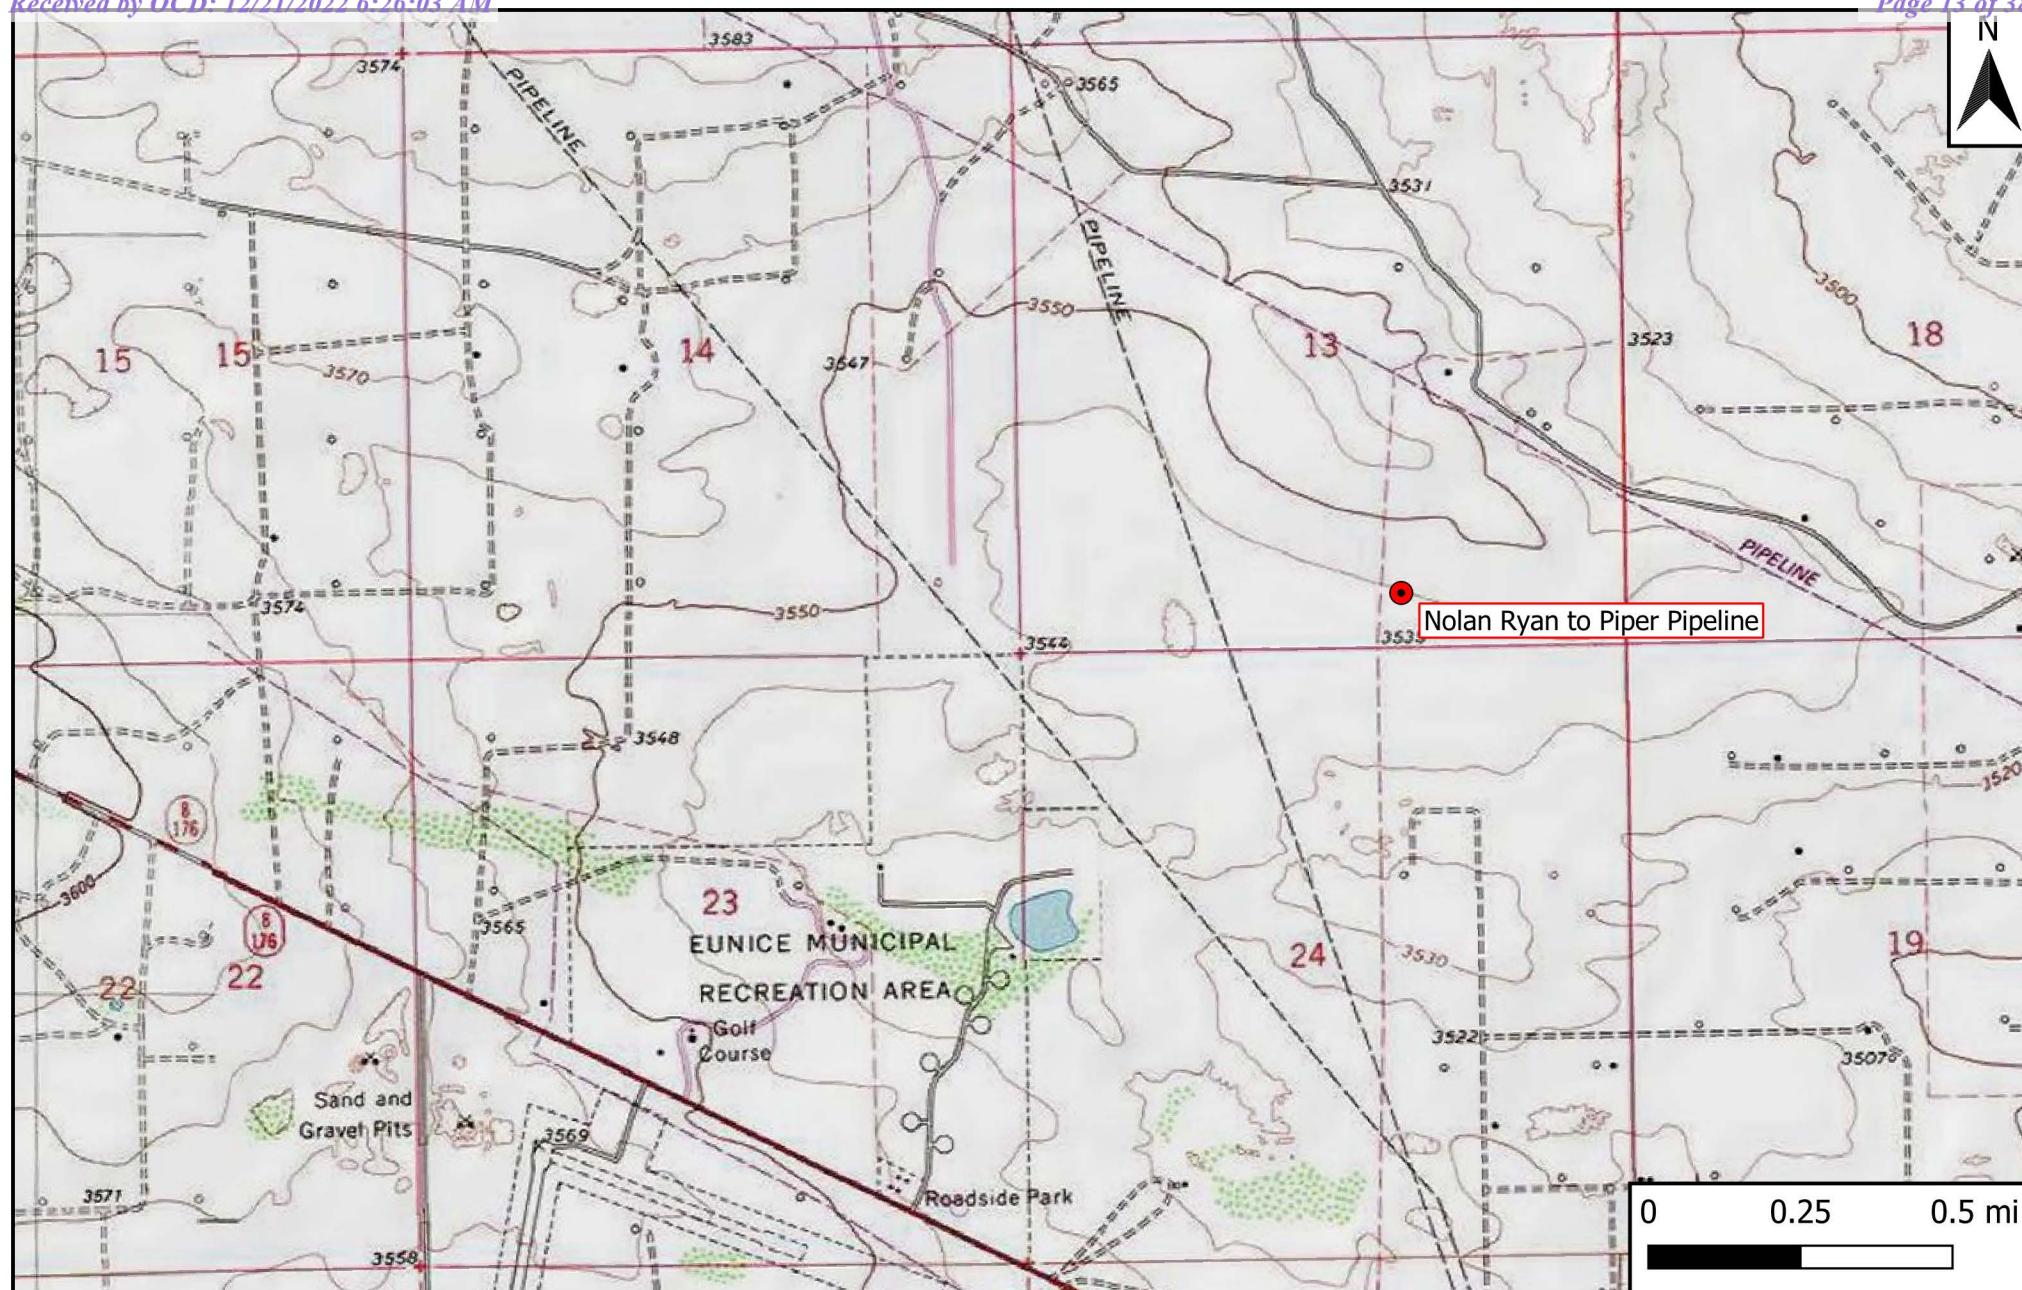 Received by OCD: 12/21/2022 6:26:03 AM
Page 13 of
N
3583
3574
PIPELINE
3565
3531
PIPELINE
3550
3500
3547
3523
15
15
14
13
18
3570
PIPELINE
3574
3550
Nolan Ryan to Piper Pipeline
3535
3544
3548
3520
8
176
3600
8
176
3565
23
EUNICE MUNICIPAL
RECREATION AREA
24
3530
19
22
22
Golf
Course
3522
3507
Sand and
Gravel Pits
3569
3571
Roadside Park
3558
0 0.25 0.5 mi